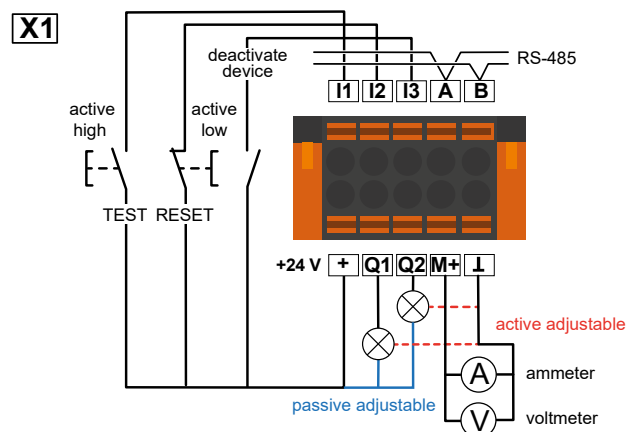 X1
deactivate
device
RS-485
I1 I2 I3 A B
active
high
active
low
TEST RESET
+24 V + Q1 Q2 M+ ⊥
active adjustable
passive adjustable
A
ammeter
V
voltmeter